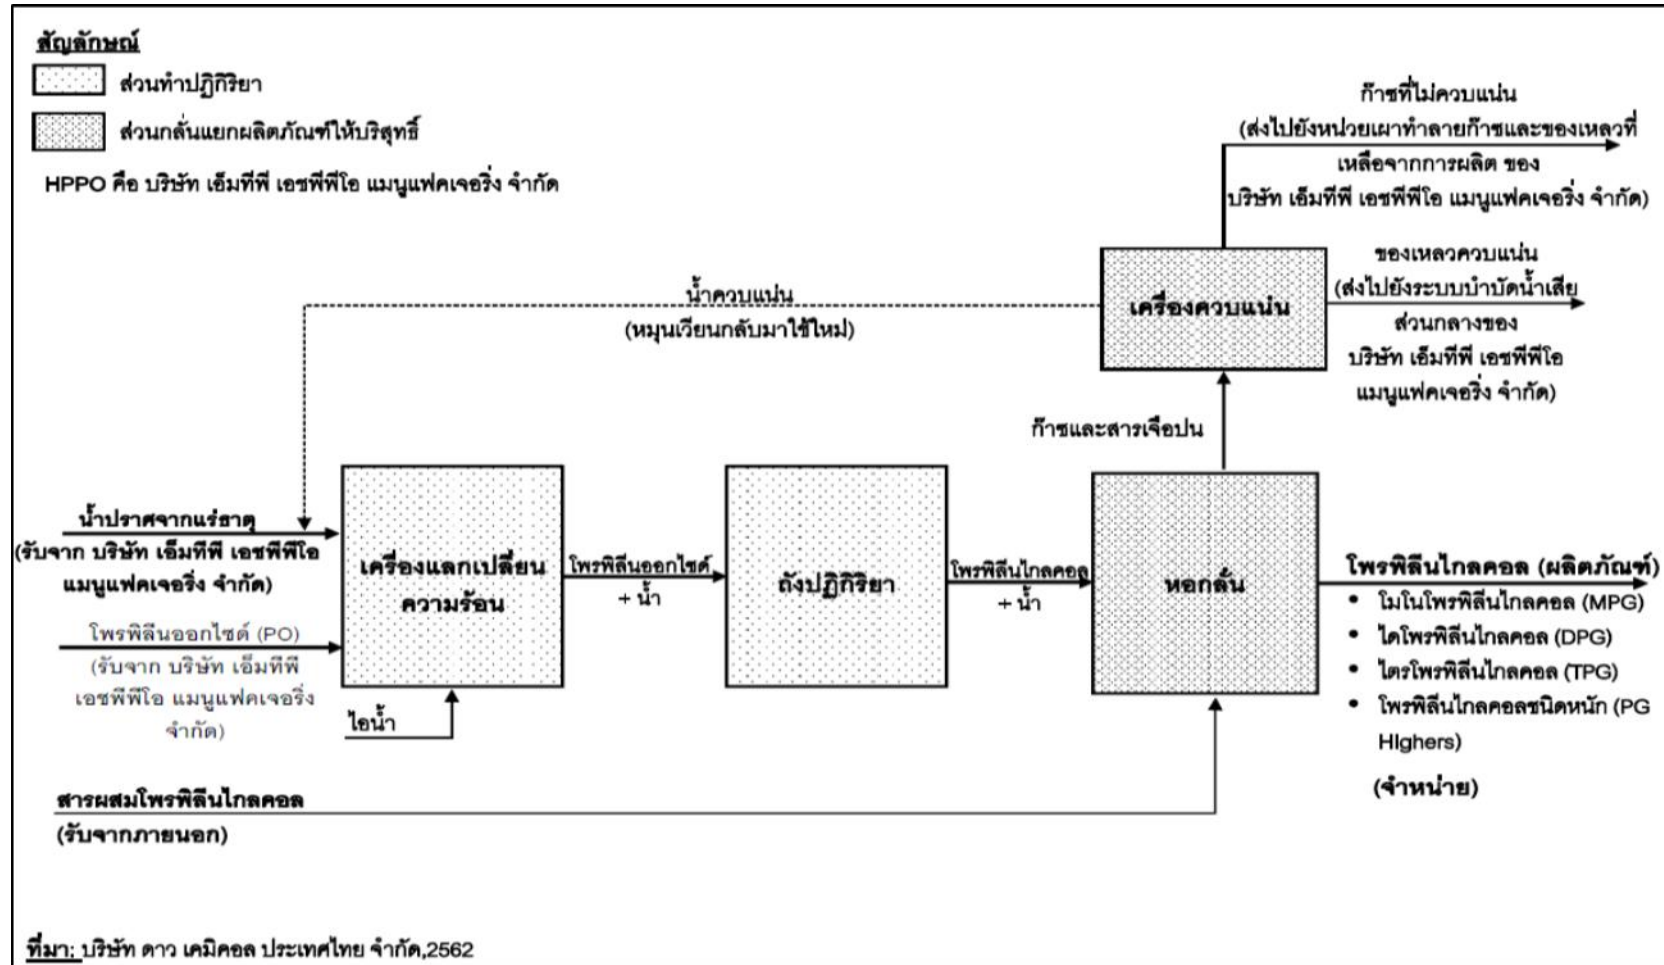 สัญลักษณ์
ส่วนทำปฏิกิริยา
ส่วนกลั่นแยกผลิตภัณฑ์ให้บริสุทธิ์
HPPO คือ บริษัท เอ็มทีพี เอชพีพีโอ แมนูแฟคเจอริ่ง จำกัด
ก๊าซที่ไม่ควบแน่น
(ส่งไปยังหน่วยเผาทำลายก๊าซและของเหลวที่
เหลือจากการผลิต ของ
บริษัท เอ็มทีพี เอชพีพีโอ แมนูแฟคเจอริ่ง จำกัด)
ของเหลวควบแน่น
(ส่งไปยังระบบบำบัดน้ำเสีย
ส่วนกลางของ
บริษัท เอ็มทีพี เอชพีพีโอ
แมนูแฟคเจอริ่ง จำกัด)
เครื่องควบแน่น
น้ำควบแน่น
(หมุนเวียนกลับมาใช้ใหม่)
ก๊าซและสารเจือปน
น้ำปราศจากแร่ธาตุ
(รับจาก บริษัท เอ็มทีพี เอชพีพีโอ
แมนูแฟคเจอริ่ง จำกัด)
โพรพิลีนออกไซด์ (PO)
(รับจาก บริษัท เอ็มทีพี
เอชพีพีโอ แมนูแฟคเจอริ่ง
จำกัด)
ไอน้ำ
เครื่องแลกเปลี่ยน
ความร้อน
โพรพิลีนออกไซด์
+ น้ำ
ถังปฏิกิริยา
โพรพิลีนไกลคอล
+ น้ำ
หอกลั่น
โพรพิลีนไกลคอล (ผลิตภัณฑ์)
• โมโนโพรพิลีนไกลคอล (MPG)
• ไดโพรพิลีนไกลคอล (DPG)
• ไตรโพรพิลีนไกลคอล (TPG)
• โพรพิลีนไกลคอลชนิดหนัก (PG
HIghers)
(จำหน่าย)
สารผสมโพรพิลีนไกลคอล
(รับจากภายนอก)
ที่มา: บริษัท ดาว เคมิคอล ประเทศไทย จำกัด,2562